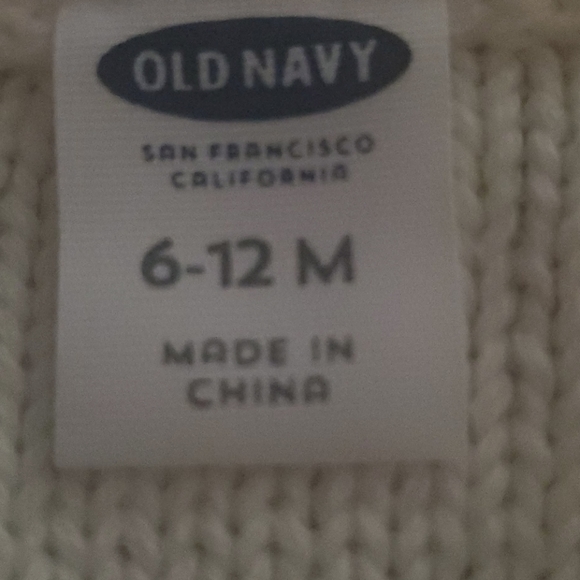 OLD NAVY
SAN FRANCISCO
CALIFORNIA
6-12 M
MADE IN
CHINA